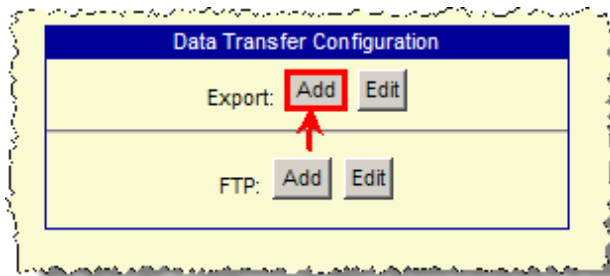 Data Transfer Configuration
Export: Add Edit
FTP: Add Edit